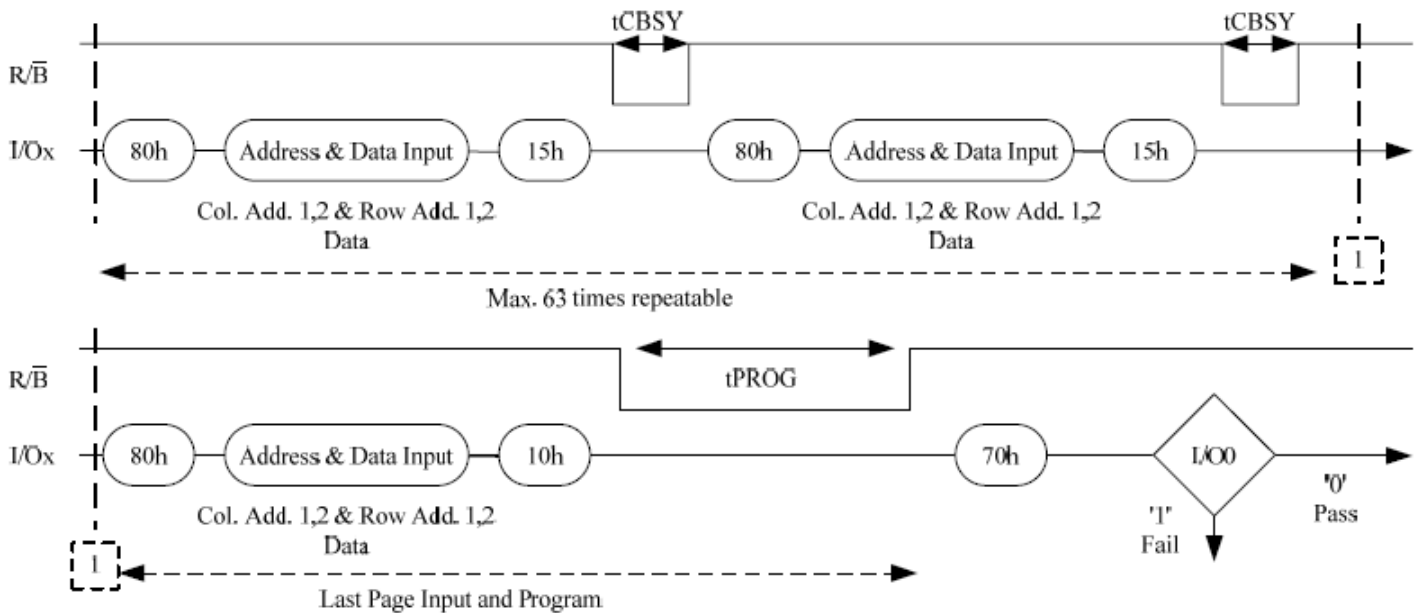 tCBSY tCBSY
R/B̅
I/Ox 80h Address & Data Input 15h 80h Address & Data Input 15h
Col. Add. 1,2 & Row Add. 1,2 Col. Add. 1,2 & Row Add. 1,2
Data Data
1
Max. 63 times repeatable
R/B̅
tPROG
I/Ox 80h Address & Data Input 10h 70h I/O0
'0'
Pass
Col. Add. 1,2 & Row Add. 1,2 '1'
Data Fail
1
Last Page Input and Program